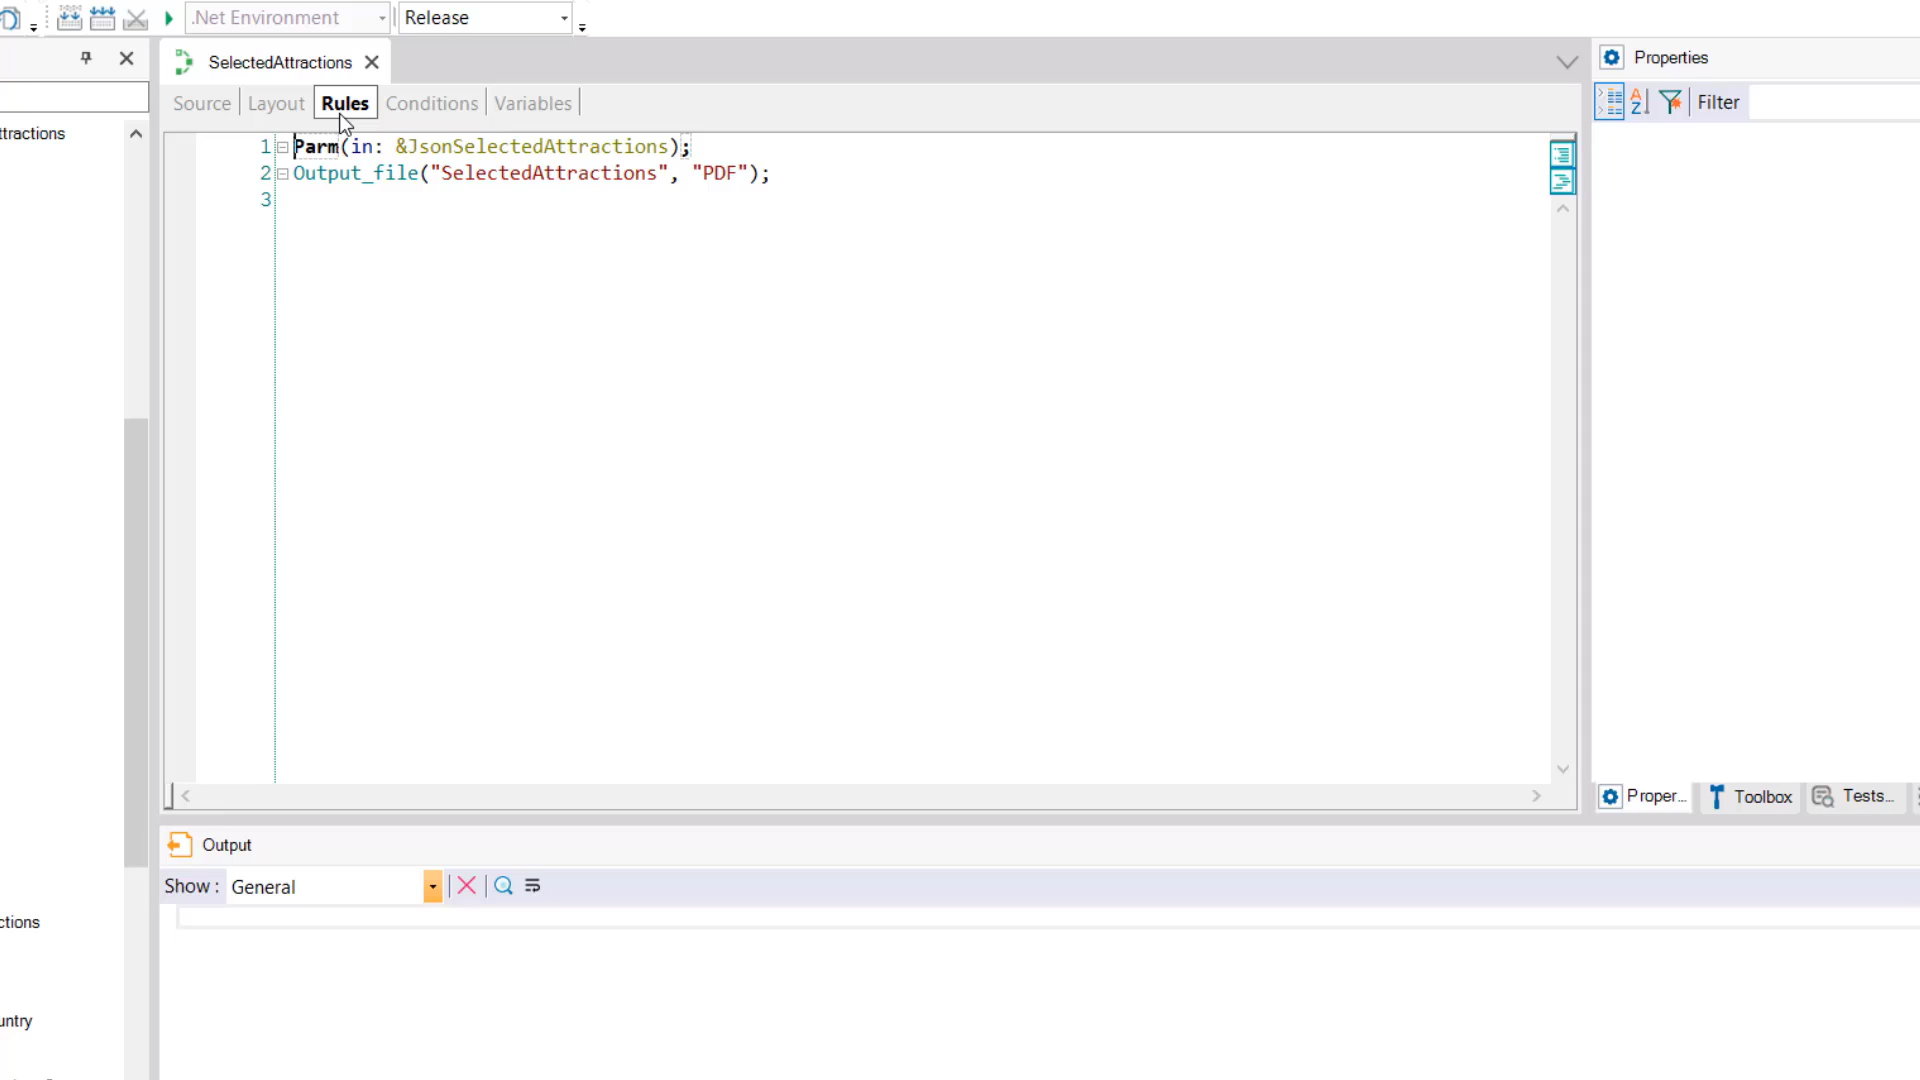 .Net Environment Release
SelectedAttractions
Properties
Source Layout Rules Conditions Variables
Filter
ttractions
1 Parm(in: &JsonSelectedAttractions);
2 Output_file("SelectedAttractions", "PDF");
3
Proper... Toolbox Tests...
Output
Show : General
ctions
untry